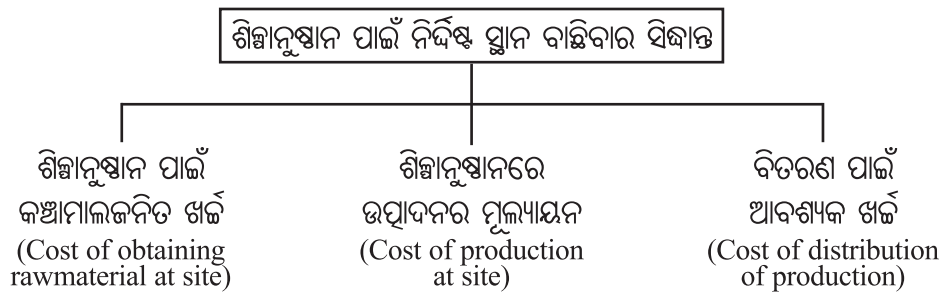 ଶିଳ୍ପାନୁଷ୍ଠାନ ପାଇଁ ନିର୍ଦ୍ଦିଷ୍ଟ ସ୍ଥାନ ବାଛିବାର ସିଦ୍ଧାନ୍ତ
ଶିଳ୍ପାନୁଷ୍ଠାନ ପାଇଁ
କଞ୍ଚାମାଲଜନିତ ଖର୍ଚ୍ଚ
(Cost of obtaining
rawmaterial at site)
ଶିଳ୍ପାନୁଷ୍ଠାନରେ
ଉତ୍ପାଦନର ମୂଲ୍ୟାୟନ
(Cost of production
at site)
ବିତରଣ ପାଇଁ
ଆବଶ୍ୟକ ଖର୍ଚ୍ଚ
(Cost of distribution
of production)